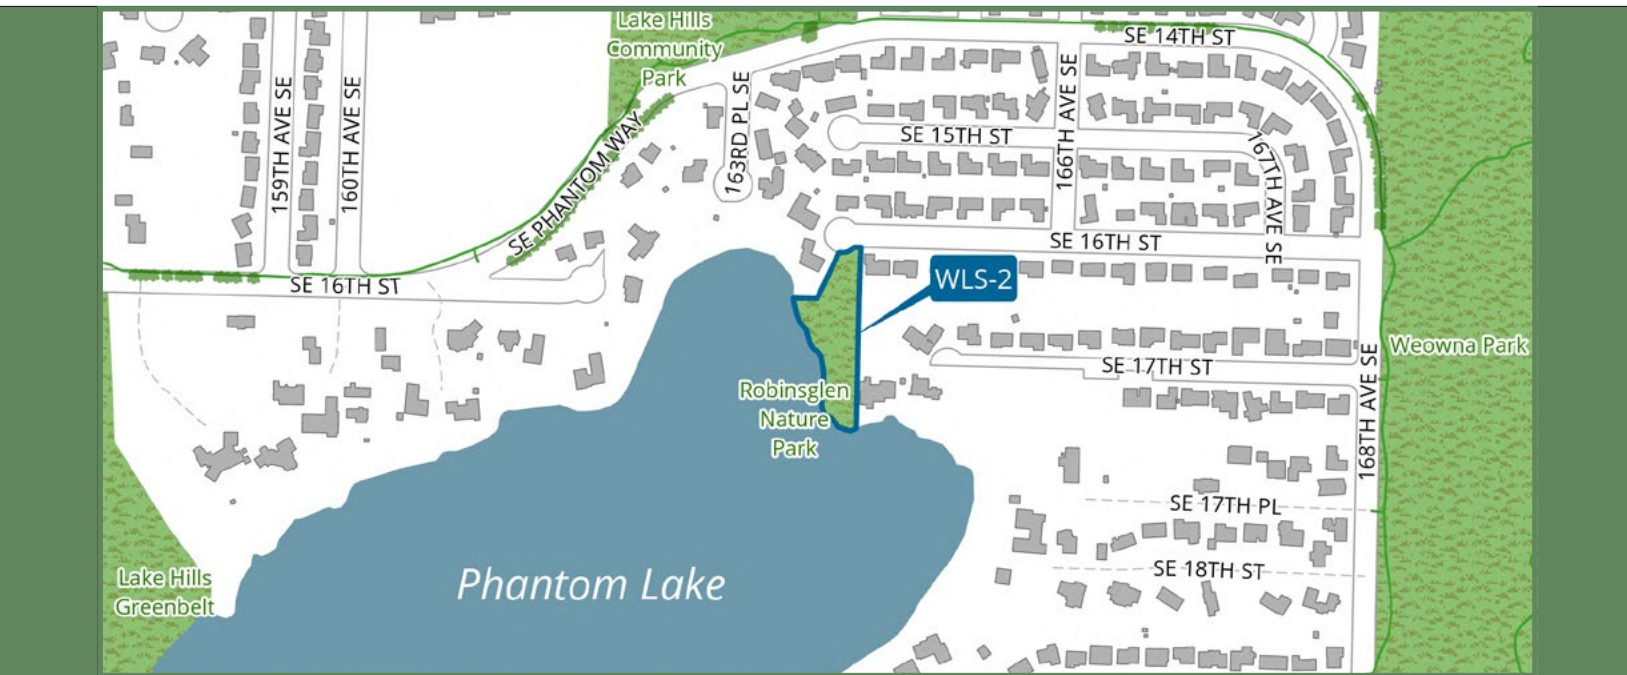 Lake Hills
Community
Park
SE 14TH ST
159TH AVE SE
160TH AVE SE
SE PHANTOM WAY
163RD PL SE
SE 15TH ST
166TH AVE SE
167TH AVE SE
SE 16TH ST
SE 16TH ST
WLS-2
Weowna Park
SE 17TH ST
168TH AVE SE
Robinsglen
Nature
Park
SE 17TH PL
SE 18TH ST
Lake Hills
Greenbelt
Phantom Lake